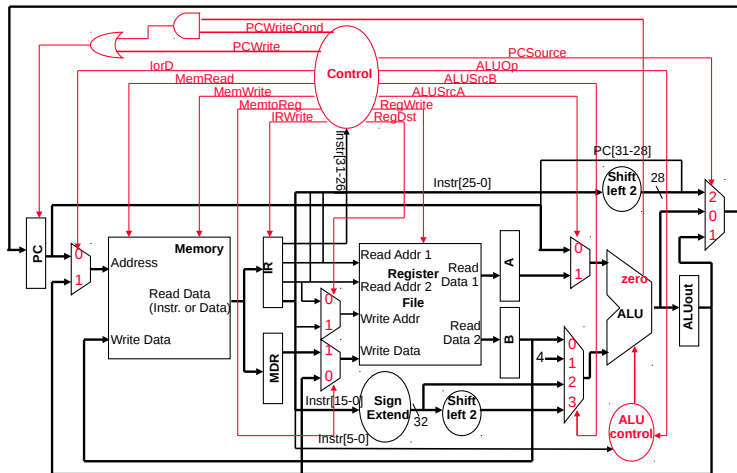 PCWriteCond
PCWrite
PCSource
IorD
ALUOp
MemRead
Control
ALUSrcB
MemWrite
ALUSrcA
MemtoReg
RegWrite
IRWrite
RegDst
Instr[31-26]
PC[31-28]
Instr[25-0]
Shift
left 2
28
2
0
1
PC
0
1
Memory
Address
Read Data
(Instr. or Data)
Write Data
IR
MDR
Read Addr 1
Register
Read Addr 2
File
Write Addr
Write Data
Read
Data 1
Read
Data 2
0
1
1
0
A
B
0
1
4
0
1
2
3
zero
ALU
ALUout
Instr[15-0]
Sign
Extend
32
Shift
left 2
Instr[5-0]
ALU
control